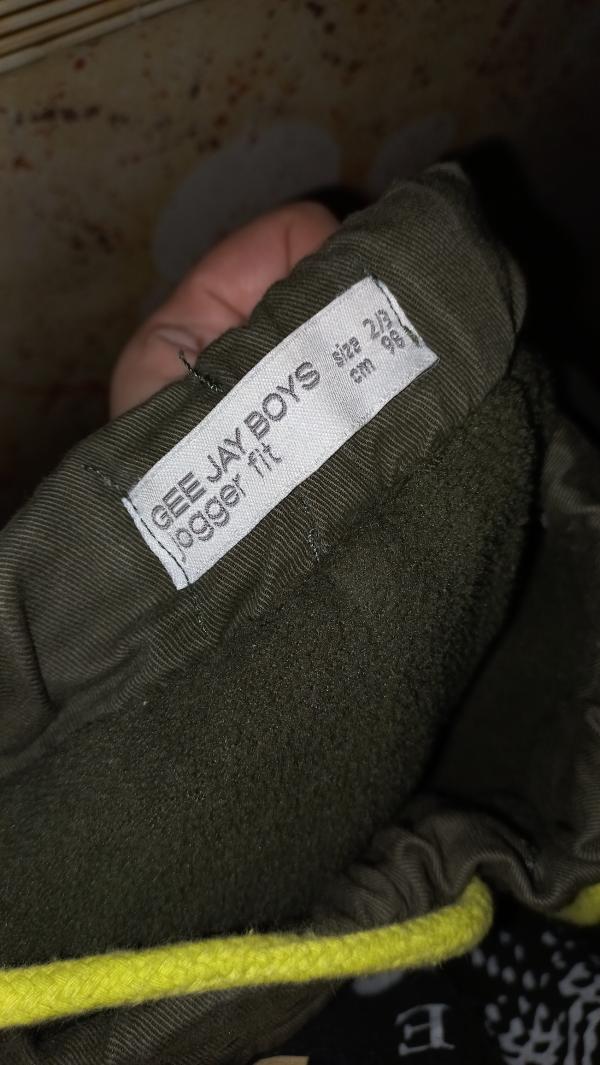 GEE JAY BOYS
jogger fit
size 2/3
cm 98
E